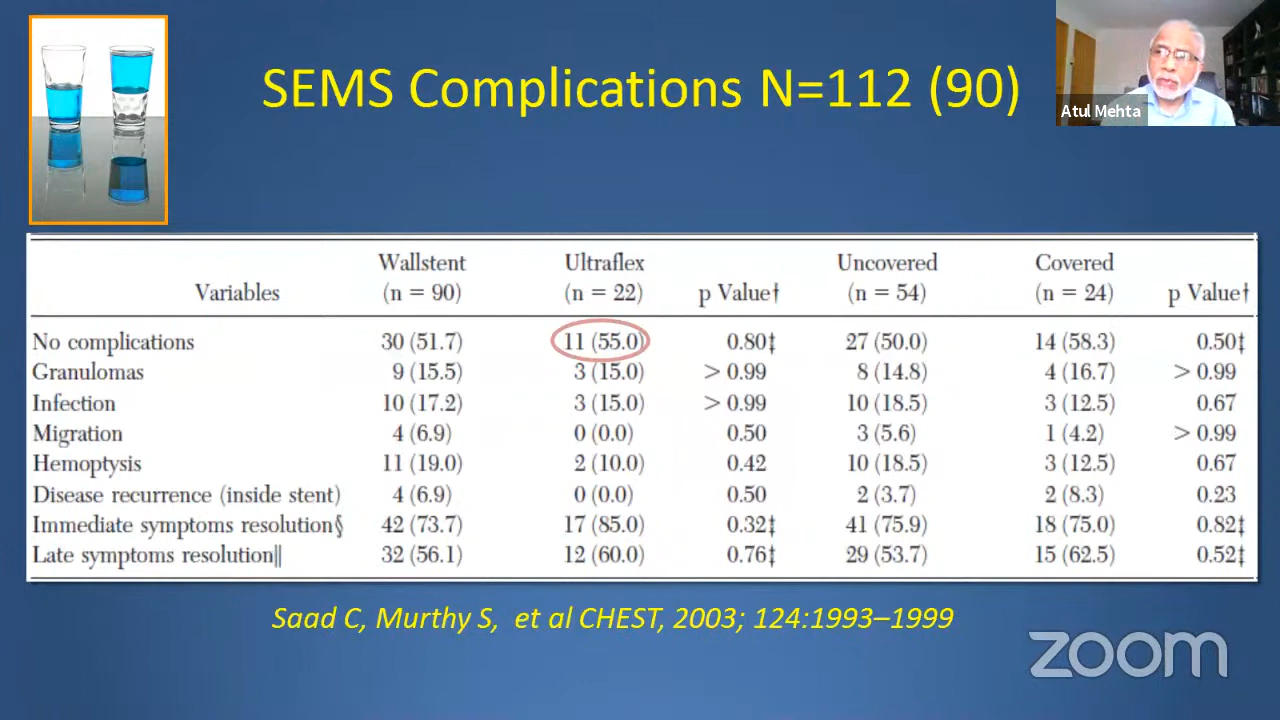 SEMS Complications N=112 (90)
Atul Mehta
Variables Wallstent (n = 90) Ultraflex (n = 22) p Value† Uncovered (n = 54) Covered (n = 24) p Value†
No complications 30 (51.7) 11 (55.0) 0.80‡ 27 (50.0) 14 (58.3) 0.50‡
Granulomas 9 (15.5) 3 (15.0) > 0.99 8 (14.8) 4 (16.7) > 0.99
Infection 10 (17.2) 3 (15.0) > 0.99 10 (18.5) 3 (12.5) 0.67
Migration 4 (6.9) 0 (0.0) 0.50 3 (5.6) 1 (4.2) > 0.99
Hemoptysis 11 (19.0) 2 (10.0) 0.42 10 (18.5) 3 (12.5) 0.67
Disease recurrence (inside stent) 4 (6.9) 0 (0.0) 0.50 2 (3.7) 2 (8.3) 0.23
Immediate symptoms resolution§ 42 (73.7) 17 (85.0) 0.32‡ 41 (75.9) 18 (75.0) 0.82‡
Late symptoms resolution‖ 32 (56.1) 12 (60.0) 0.76‡ 29 (53.7) 15 (62.5) 0.52‡
Saad C, Murthy S, et al CHEST, 2003; 124:1993–1999
zoom